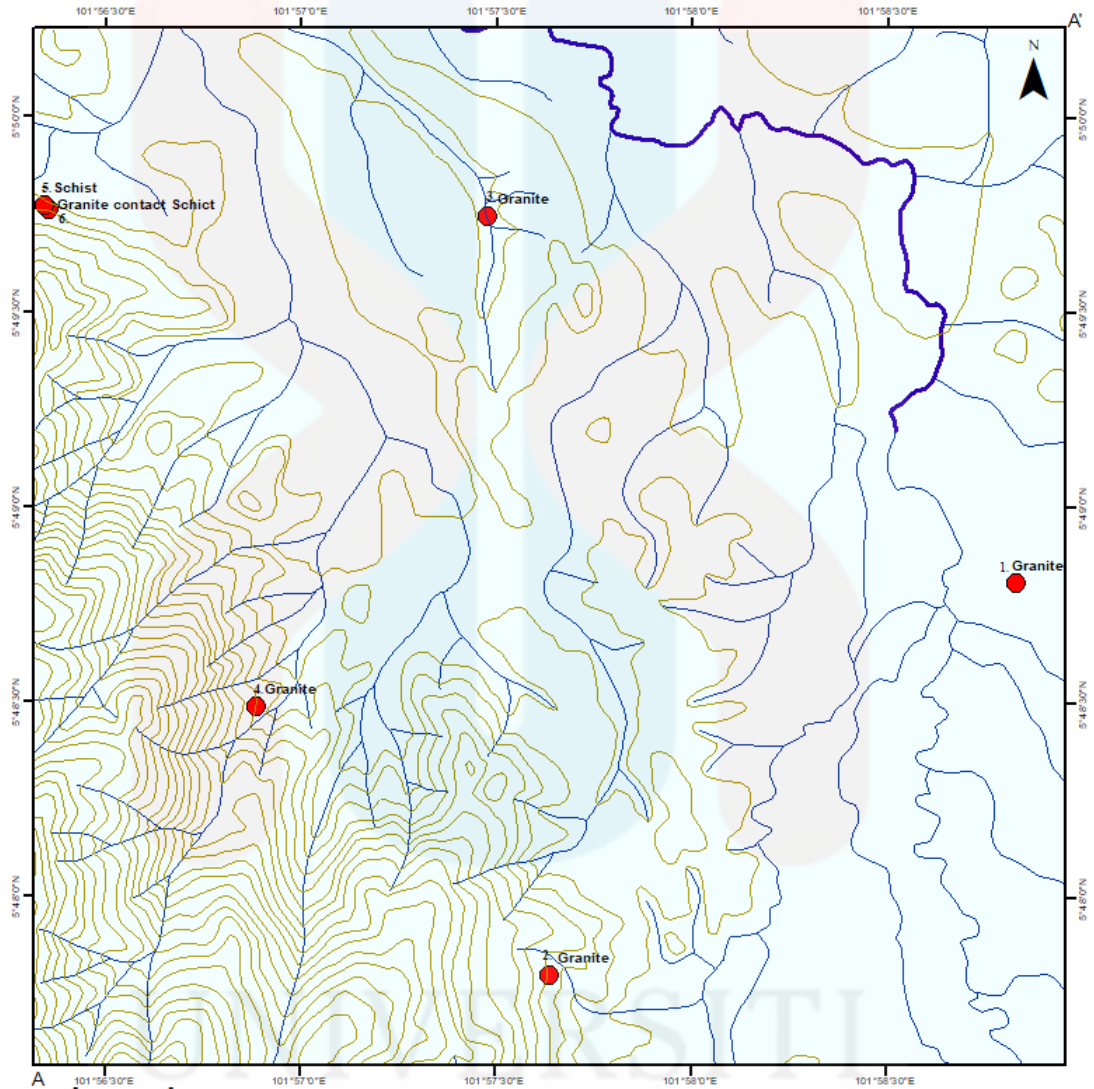 101°56'30"E 101°57'0"E 101°57'30"E 101°58'0"E 101°58'30"E
A'
N
5°50'0"N 5°50'0"N
5. Schist
Granite contact Schict
6.
3. Granite
5°49'30"N 5°49'30"N
5°49'0"N 5°49'0"N
1. Granite
4. Granite
5°48'30"N 5°48'30"N
5°48'0"N 5°48'0"N
2. Granite
UNIVERSITI
A
101°56'30"E 101°57'0"E 101°57'30"E 101°58'0"E 101°58'30"E